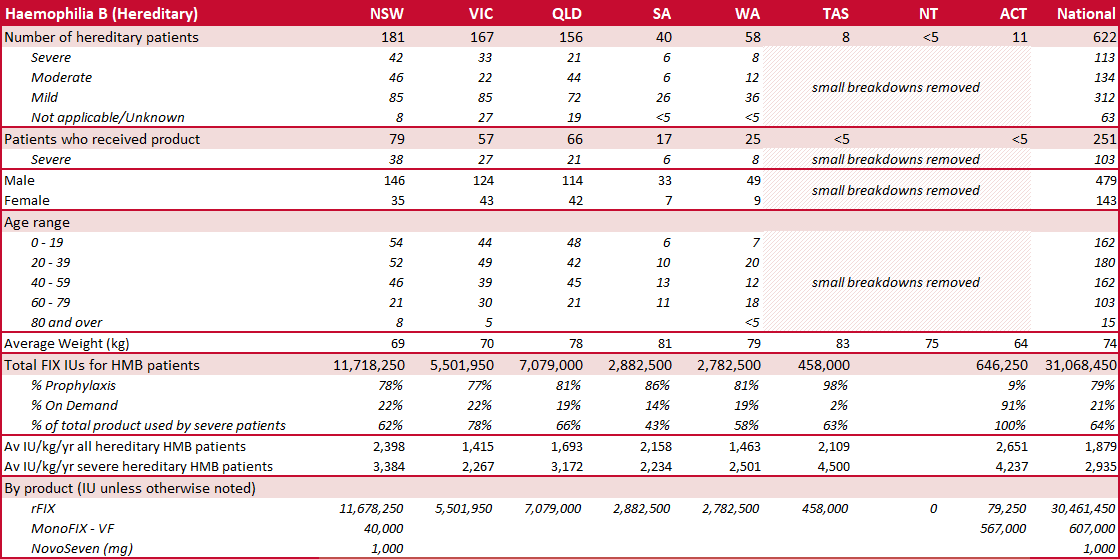 Haemophilia B (Hereditary) NSW VIC QLD SA WA TAS NT ACT National
Number of hereditary patients 181 167 156 40 58 8 <5 11 622
Severe 42 33 21 6 8 113
Moderate 46 22 44 6 12 134
small breakdowns removed
Mild 85 85 72 26 36 312
Not applicable/Unknown 8 27 19 <5 <5 63
Patients who received product 79 57 66 17 25 <5 <5 251
Severe 38 27 21 6 8 small breakdowns removed 103
Male 146 124 114 33 49 479
small breakdowns removed
Female 35 43 42 7 9 143
Age range
0 - 19 54 44 48 6 7 162
20 - 39 52 49 42 10 20 180
40 - 59 46 39 45 13 12 small breakdowns removed 162
60 - 79 21 30 21 11 18 103
80 and over 8 5 <5 15
Average Weight (kg) 69 70 78 81 79 83 75 64 74
Total FIX IUs for HMB patients 11,718,250 5,501,950 7,079,000 2,882,500 2,782,500 458,000 646,250 31,068,450
% Prophylaxis 78% 77% 81% 86% 81% 98% 9% 79%
% On Demand 22% 22% 19% 14% 19% 2% 91% 21%
% of total product used by severe patients 62% 78% 66% 43% 58% 63% 100% 64%
Av IU/kg/yr all hereditary HMB patients 2,398 1,415 1,693 2,158 1,463 2,109 2,651 1,879
Av IU/kg/yr severe hereditary HMB patients 3,384 2,267 3,172 2,234 2,501 4,500 4,237 2,935
By product (IU unless otherwise noted)
rFIX 11,678,250 5,501,950 7,079,000 2,882,500 2,782,500 458,000 0 79,250 30,461,450
MonoFIX - VF 40,000 567,000 607,000
NovoSeven (mg) 1,000 1,000